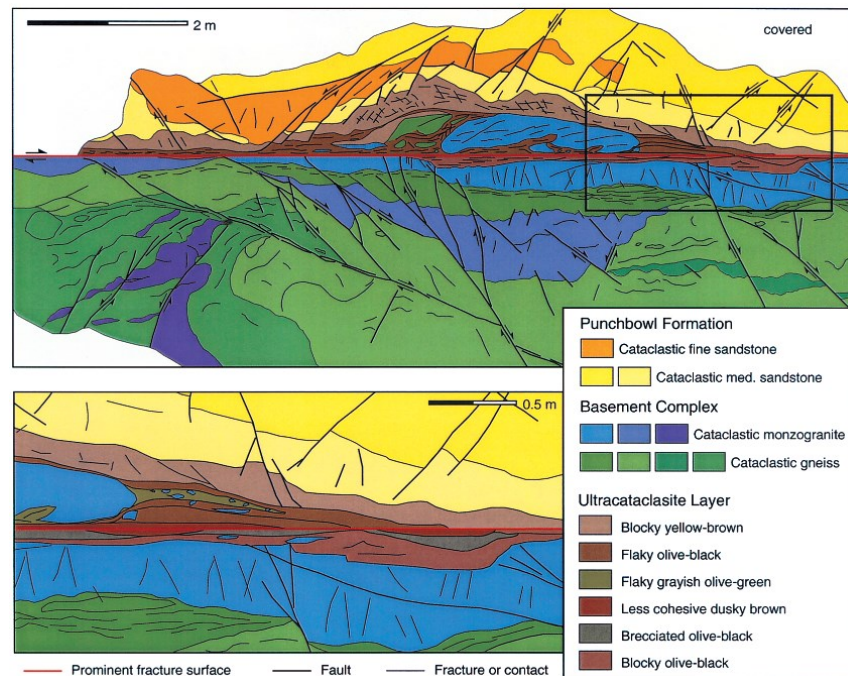 2 m
covered
Punchbowl Formation
Cataclastic fine sandstone
Cataclastic med. sandstone
Basement Complex
Cataclastic monzogranite
Cataclastic gneiss
Ultracataclasite Layer
Blocky yellow-brown
Flaky olive-black
Flaky grayish olive-green
Less cohesive dusky brown
Brecciated olive-black
Blocky olive-black
0.5 m
Prominent fracture surface
Fault
Fracture or contact